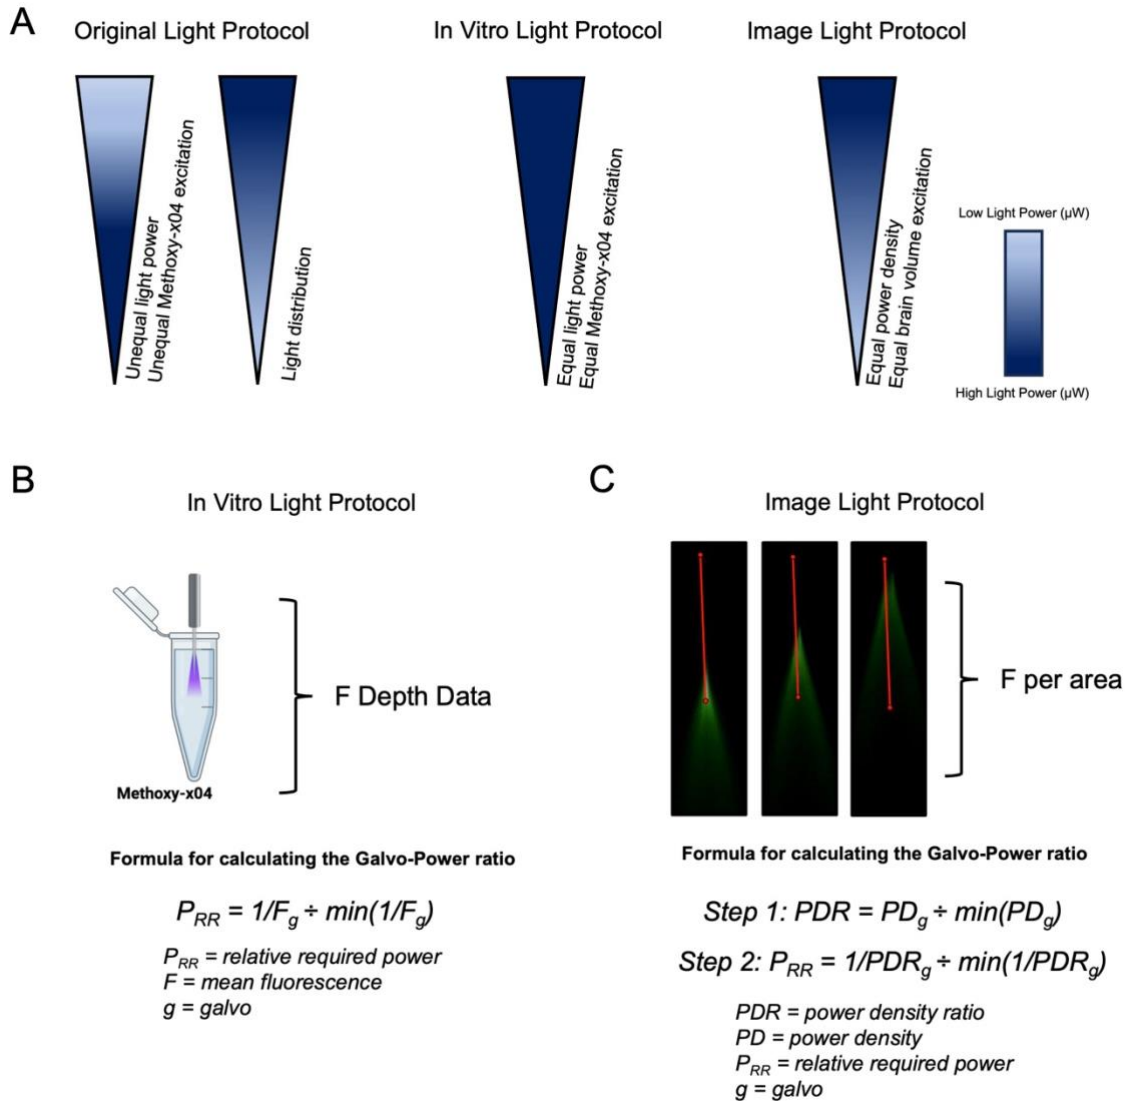 A
Original Light Protocol
In Vitro Light Protocol
Image Light Protocol
Unequal light power
Unequal Methoxy-x04 excitation
Light distribution
Equal light power
Equal Methoxy-x04 excitation
Equal power density
Equal brain volume excitation
Low Light Power (µW)
High Light Power (µW)
B
In Vitro Light Protocol
F Depth Data
Methoxy-x04
Formula for calculating the Galvo-Power ratio
P_RR = 1/F_g ÷ min(1/F_g)
P_RR = relative required power
F = mean fluorescence
g = galvo
C
Image Light Protocol
F per area
Formula for calculating the Galvo-Power ratio
Step 1: PDR = PD_g ÷ min(PD_g)
Step 2: P_RR = 1/PDR_g ÷ min(1/PDR_g)
PDR = power density ratio
PD = power density
P_RR = relative required power
g = galvo